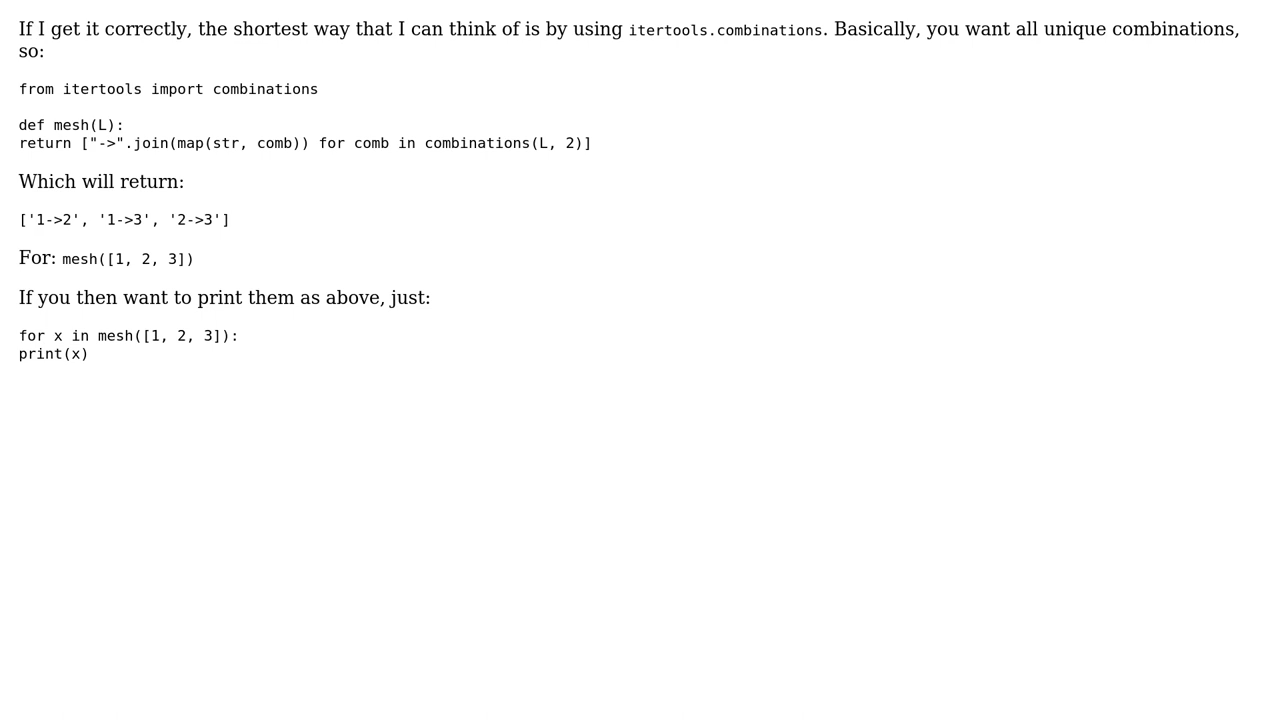 If I get it correctly, the shortest way that I can think of is by using itertools.combinations. Basically, you want all unique combinations,
so:
from itertools import combinations
def mesh(L):
return ["->".join(map(str, comb)) for comb in combinations(L, 2)]
Which will return:
['1->2', '1->3', '2->3']
For: mesh([1, 2, 3])
If you then want to print them as above, just:
for x in mesh([1, 2, 3]):
print(x)